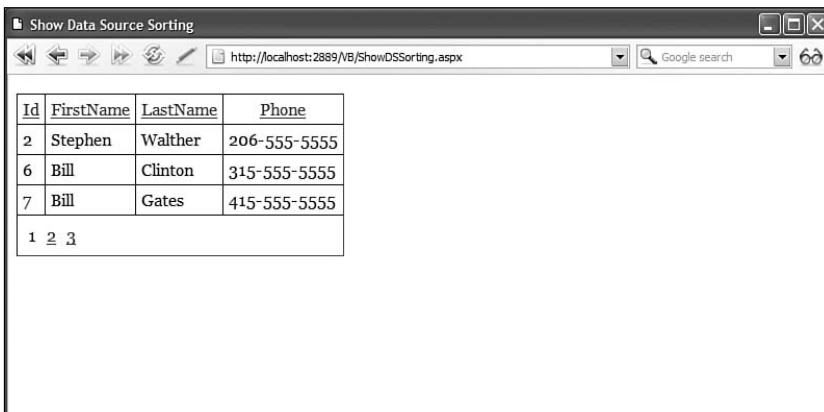 Show Data Source Sorting
http://localhost:2889/VB/ShowDSSorting.aspx
Google search
Id FirstName LastName Phone
2 Stephen Walther 206-555-5555
6 Bill Clinton 315-555-5555
7 Bill Gates 415-555-5555
1 2 3